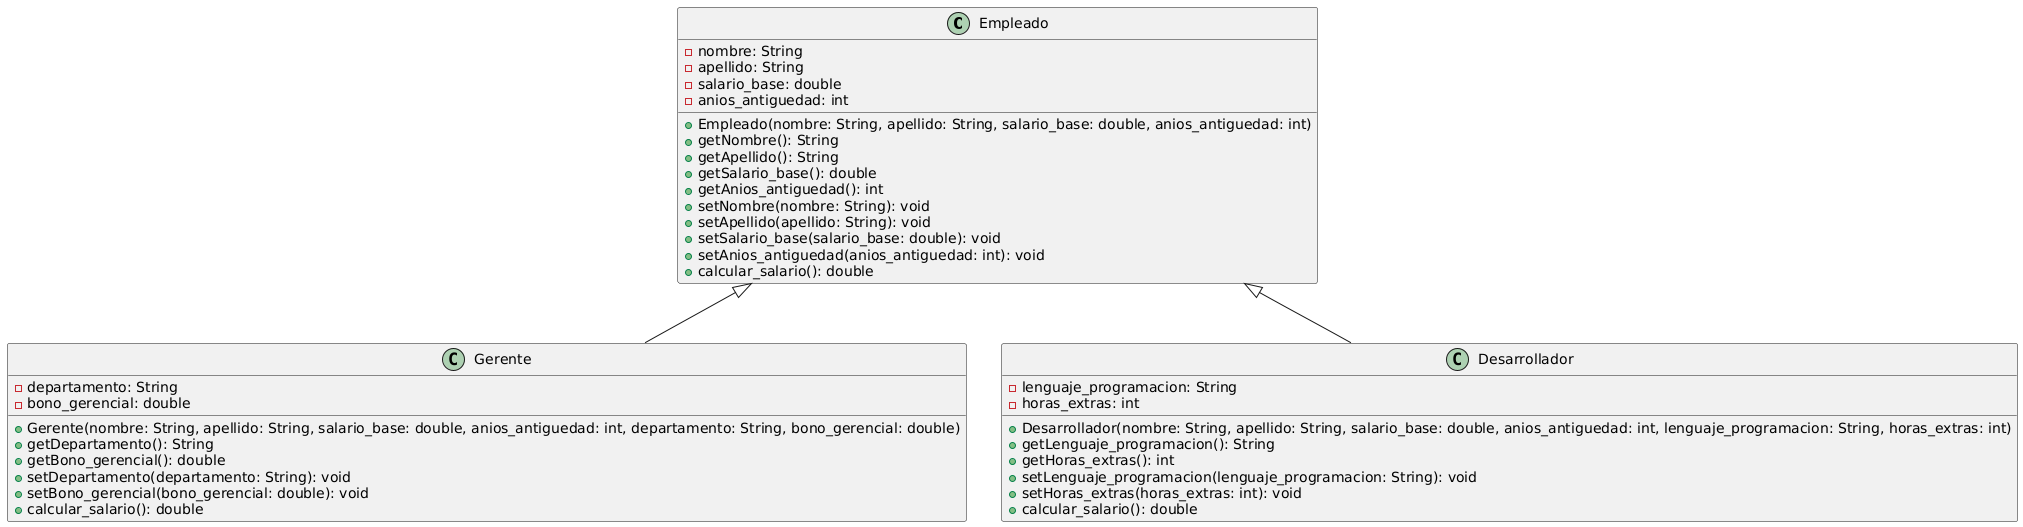 C Empleado
nombre: String
apellido: String
salario_base: double
anios_antiguedad: int
Empleado(nombre: String, apellido: String, salario_base: double, anios_antiguedad: int)
getNombre(): String
getApellido(): String
getSalario_base(): double
getAnios_antiguedad(): int
setNombre(nombre: String): void
setApellido(apellido: String): void
setSalario_base(salario_base: double): void
setAnios_antiguedad(anios_antiguedad: int): void
calcular_salario(): double
C Gerente
departamento: String
bono_gerencial: double
Gerente(nombre: String, apellido: String, salario_base: double, anios_antiguedad: int, departamento: String, bono_gerencial: double)
getDepartamento(): String
getBono_gerencial(): double
setDepartamento(departamento: String): void
setBono_gerencial(bono_gerencial: double): void
calcular_salario(): double
C Desarrollador
lenguaje_programacion: String
horas_extras: int
Desarrollador(nombre: String, apellido: String, salario_base: double, anios_antiguedad: int, lenguaje_programacion: String, horas_extras: int)
getLenguaje_programacion(): String
getHoras_extras(): int
setLenguaje_programacion(lenguaje_programacion: String): void
setHoras_extras(horas_extras: int): void
calcular_salario(): double